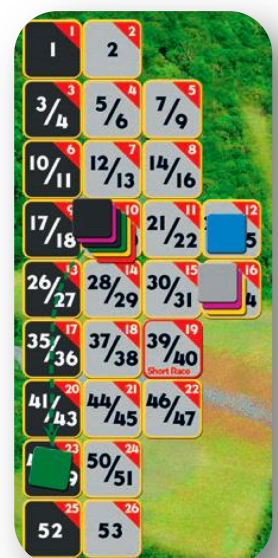 1 1 2 2
3 3/4 4 5/6 5 7/9
6 10/11 7 12/13 8 14/16
9 17/18 10 11 21/22 12 5
13 26/27 14 28/29 15 30/31 16 4
17 35/36 18 37/38 19 39/40
Short Race
20 41/43 21 44/45 22 46/47
23 9 24 50/51
25 52 26 53